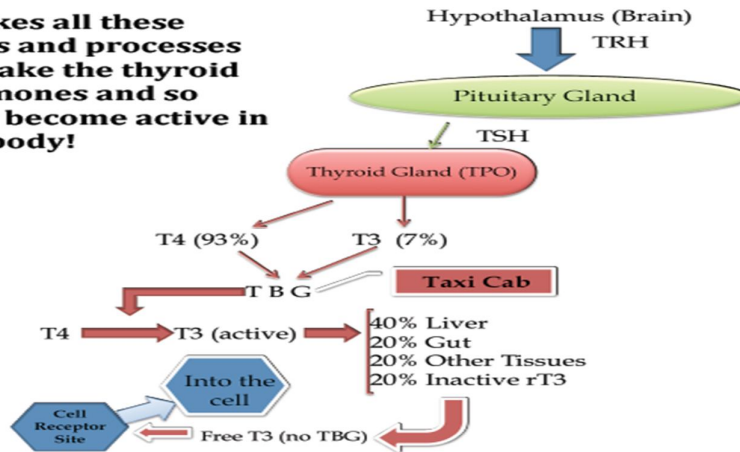 kes all these
s and processes
ake the thyroid
mones and so
become active in
body!
Hypothalamus (Brain)
TRH
Pituitary Gland
TSH
Thyroid Gland (TPO)
T4 (93%)
T3 (7%)
T B G
Taxi Cab
T4
T3 (active)
40% Liver
20% Gut
20% Other Tissues
20% Inactive rT3
Into the
cell
Cell
Receptor
Site
Free T3 (no TBG)